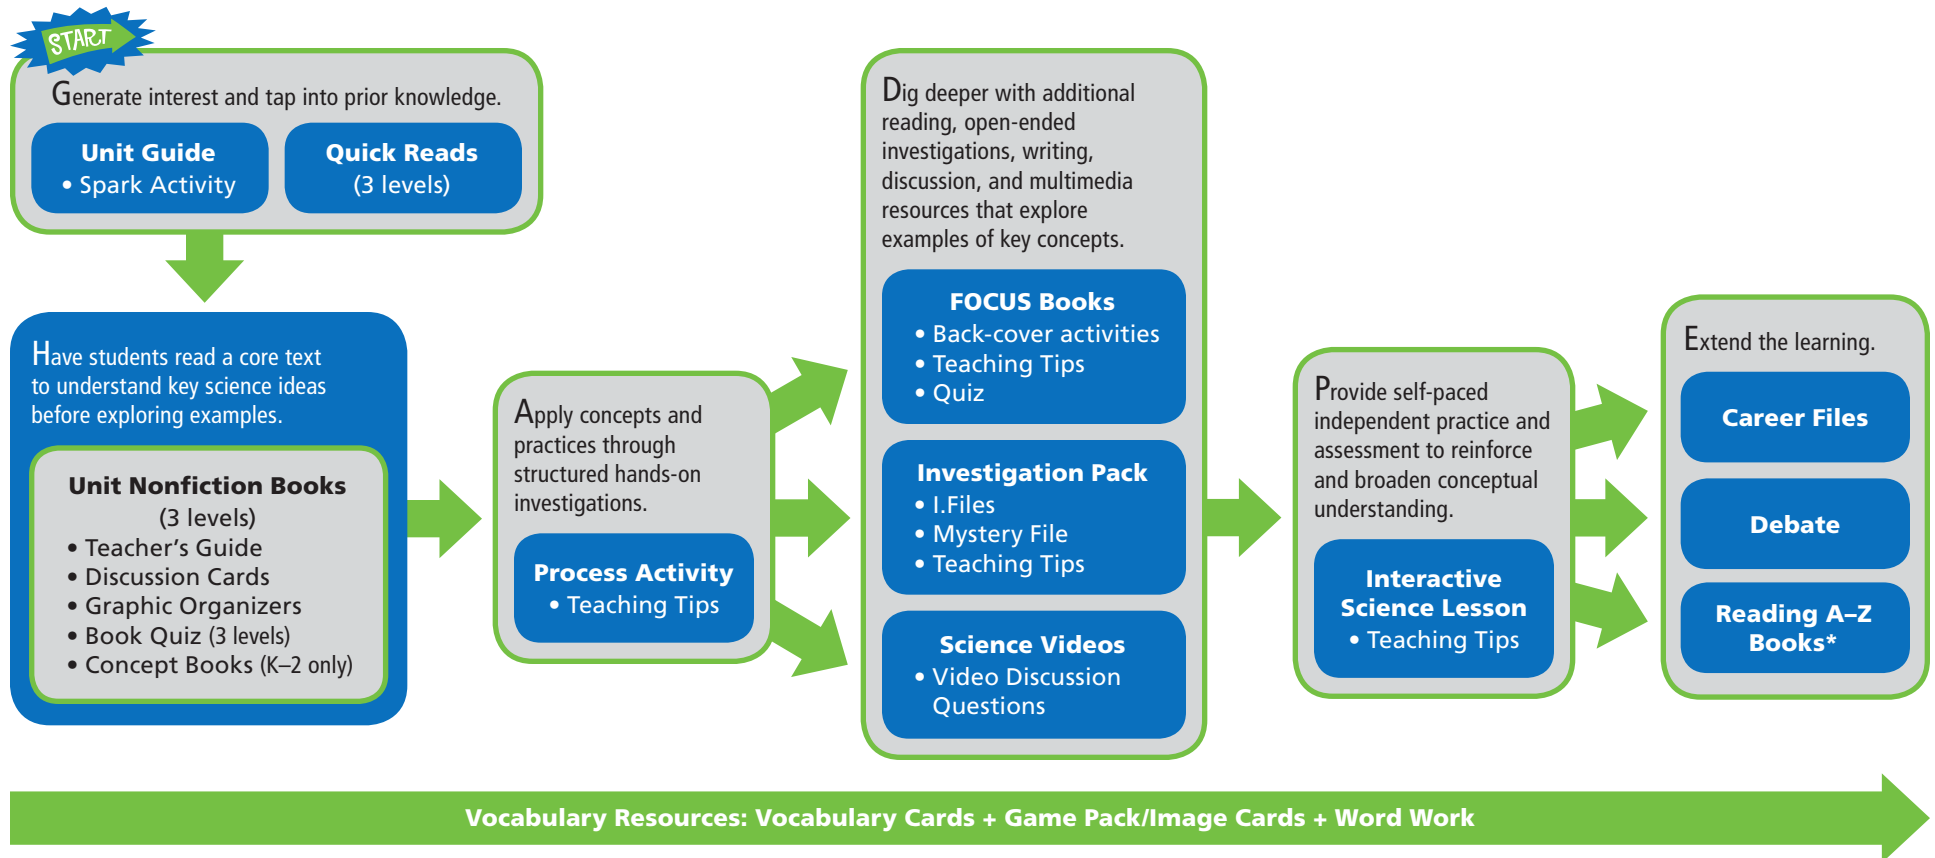 START
Generate interest and tap into prior knowledge.
Unit Guide
• Spark Activity
Quick Reads
(3 levels)
Have students read a core text
to understand key science ideas
before exploring examples.
Unit Nonfiction Books
(3 levels)
• Teacher's Guide
• Discussion Cards
• Graphic Organizers
• Book Quiz (3 levels)
• Concept Books (K–2 only)
Apply concepts and
practices through
structured hands-on
investigations.
Process Activity
• Teaching Tips
Dig deeper with additional
reading, open-ended
investigations, writing,
discussion, and multimedia
resources that explore
examples of key concepts.
FOCUS Books
• Back-cover activities
• Teaching Tips
• Quiz
Investigation Pack
• I.Files
• Mystery File
• Teaching Tips
Science Videos
• Video Discussion
Questions
Provide self-paced
independent practice and
assessment to reinforce
and broaden conceptual
understanding.
Interactive
Science Lesson
• Teaching Tips
Extend the learning.
Career Files
Debate
Reading A–Z
Books*
Vocabulary Resources: Vocabulary Cards + Game Pack/Image Cards + Word Work